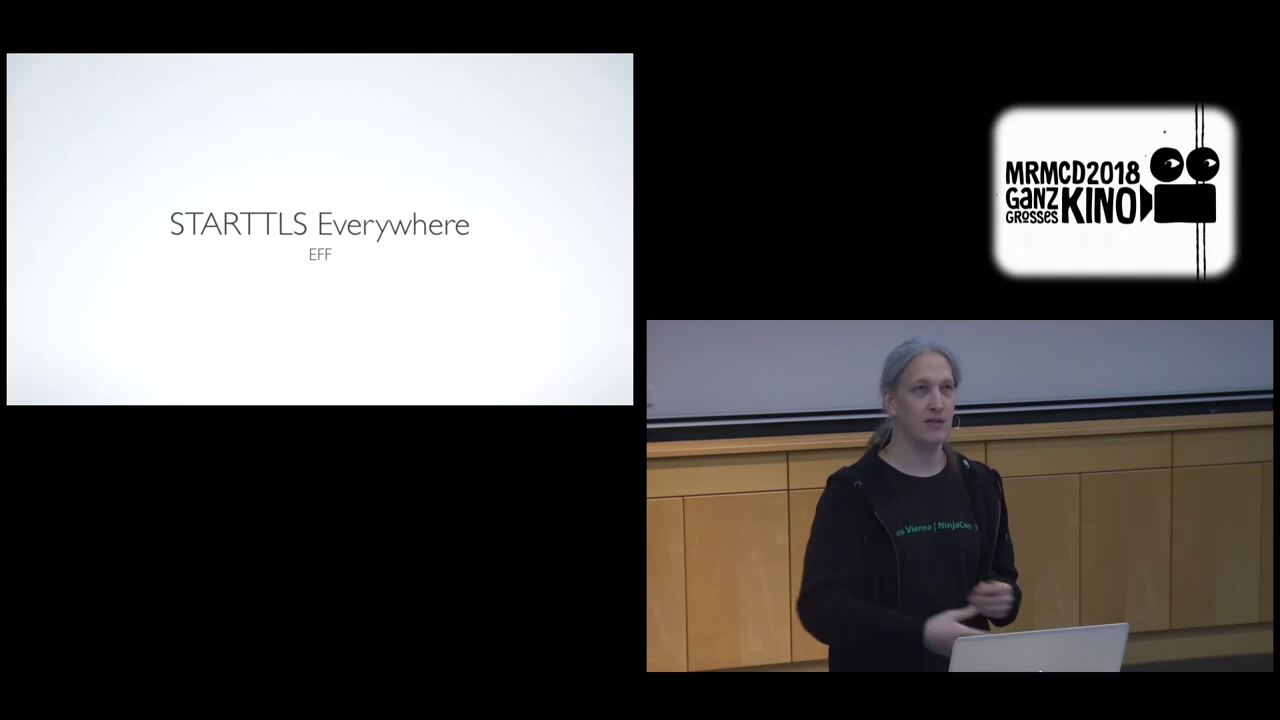 STARTTLS Everywhere
EFF
MRMCD2018
GANZ
GROSSES
KINO
es Vienna | NinjaCon